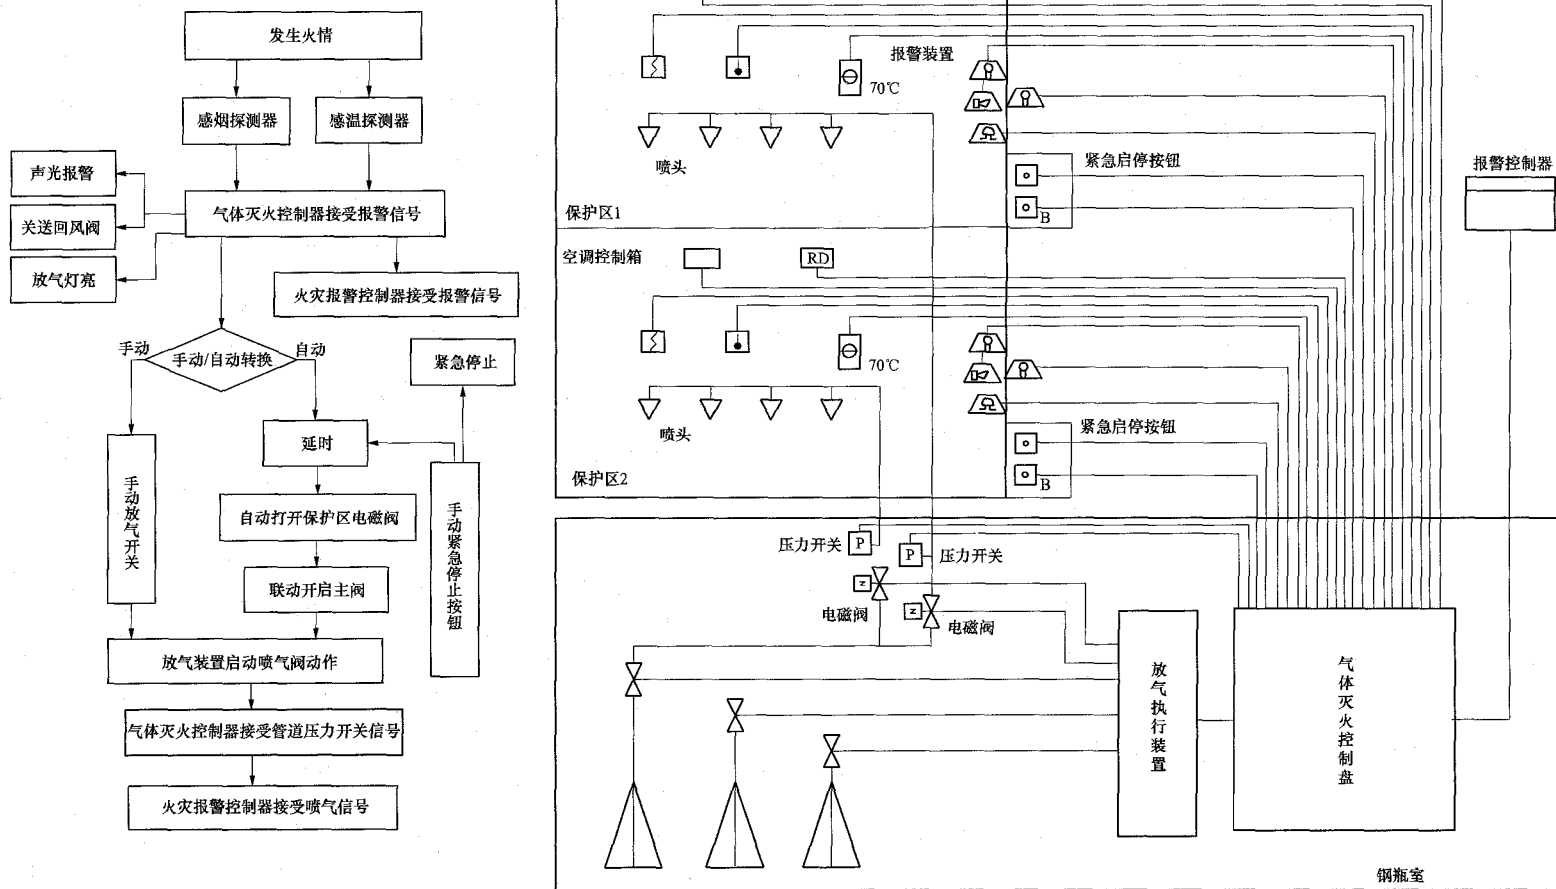 发生火情
感烟探测器
感温探测器
声光报警
关送回风阀
放气灯亮
气体灭火控制器接受报警信号
火灾报警控制器接受报警信号
手动
手动/自动转换
自动
紧急停止
延时
手动放气开关
自动打开保护区电磁阀
手动紧急停止按钮
联动开启主阀
放气装置启动喷气阀动作
气体灭火控制器接受管道压力开关信号
火灾报警控制器接受喷气信号
报警装置
70℃
喷头
紧急启停按钮
B
保护区1
报警控制器
空调控制箱
RD
70℃
喷头
紧急启停按钮
B
保护区2
压力开关
P
P
压力开关
电磁阀
电磁阀
放气执行装置
气体灭火控制盘
钢瓶室